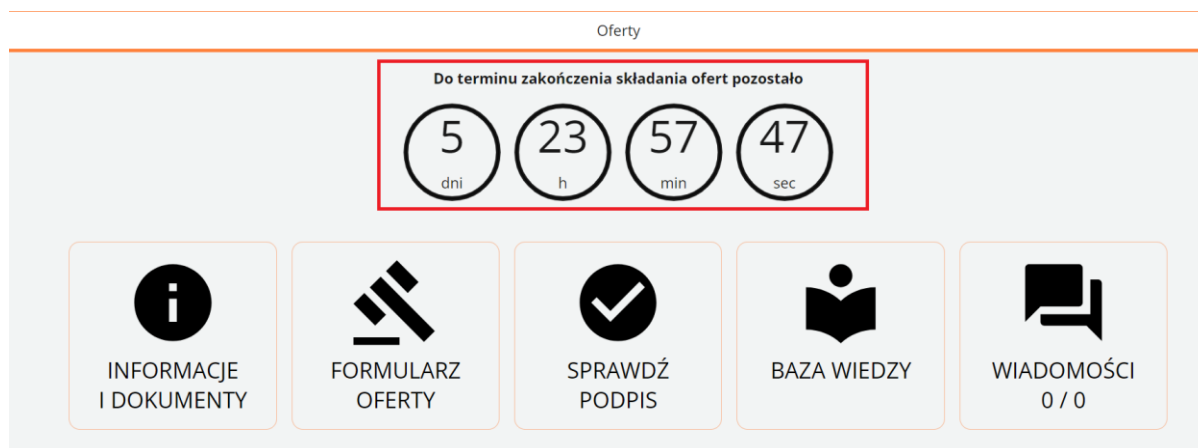 Oferty
Do terminu zakończenia składania ofert pozostało
5 23 57 47
dni h min sec
INFORMACJE
I DOKUMENTY
FORMULARZ
OFERTY
SPRAWDŹ
PODPIS
BAZA WIEDZY
WIADOMOŚCI
0 / 0